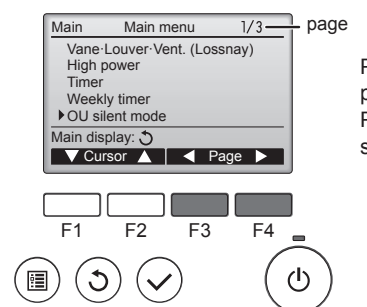 Main Main menu 1/3 page
Vane·Louver·Vent. (Lossnay)
High power
Timer
Weekly timer
OU silent mode
Main display:
Cursor Page
F1 F2 F3 F4